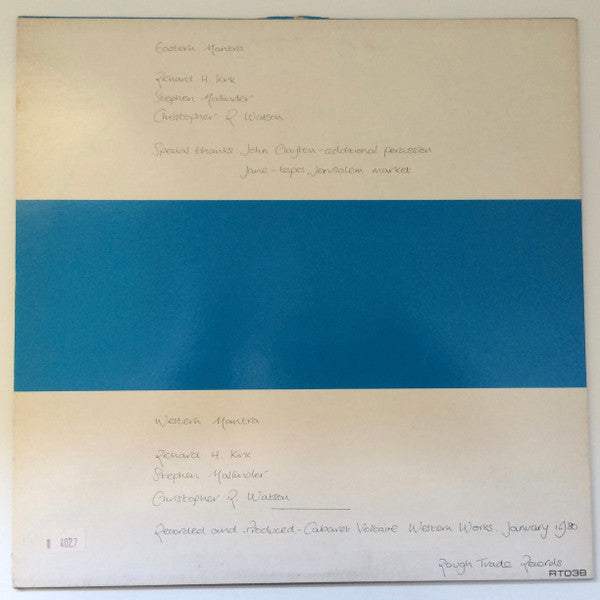 Eastern Mantra
Richard H. Kirk
Stephen Mallinder
Christopher R Watson
Special thanks: John Clayton - additional percussion
Jane - tapes, Jerusalem market
Western Mantra
Richard H. Kirk
Stephen Mallinder
Christopher R Watson
Recorded and Produced - Cabaret Voltaire Western Works. January 1980
Rough Trade Records
RT038
4627